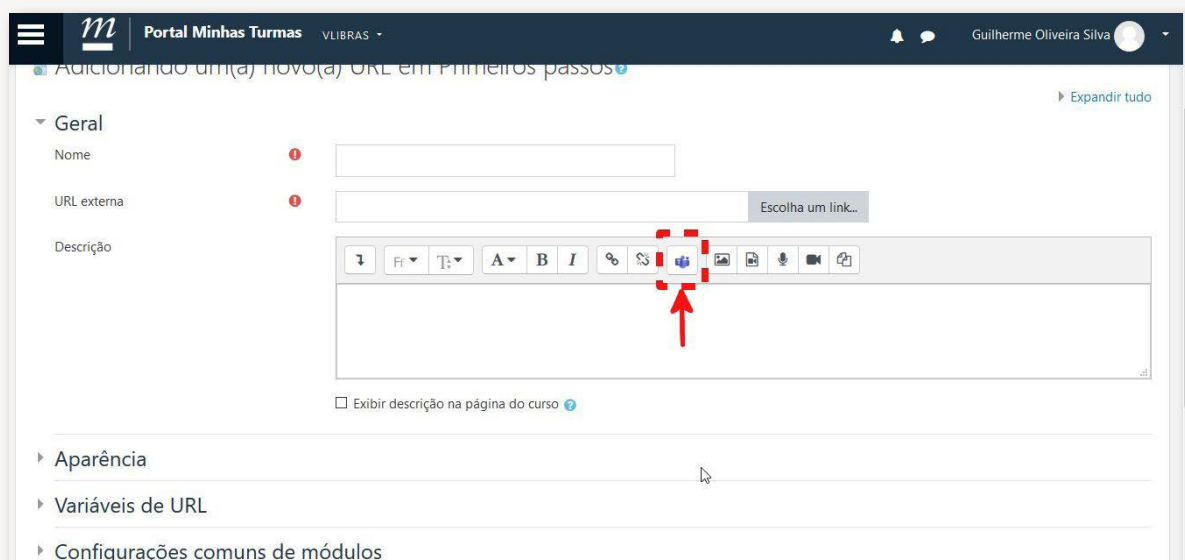 m Portal Minhas Turmas VLIBRAS Guilherme Oliveira Silva
Adicionando um(a) novo(a) URL em Primeiros passos
Expandir tudo
Geral
Nome
URL externa Escolha um link...
Descrição
Ff T A B I
Exibir descrição na página do curso
Aparência
Variáveis de URL
Configurações comuns de módulos